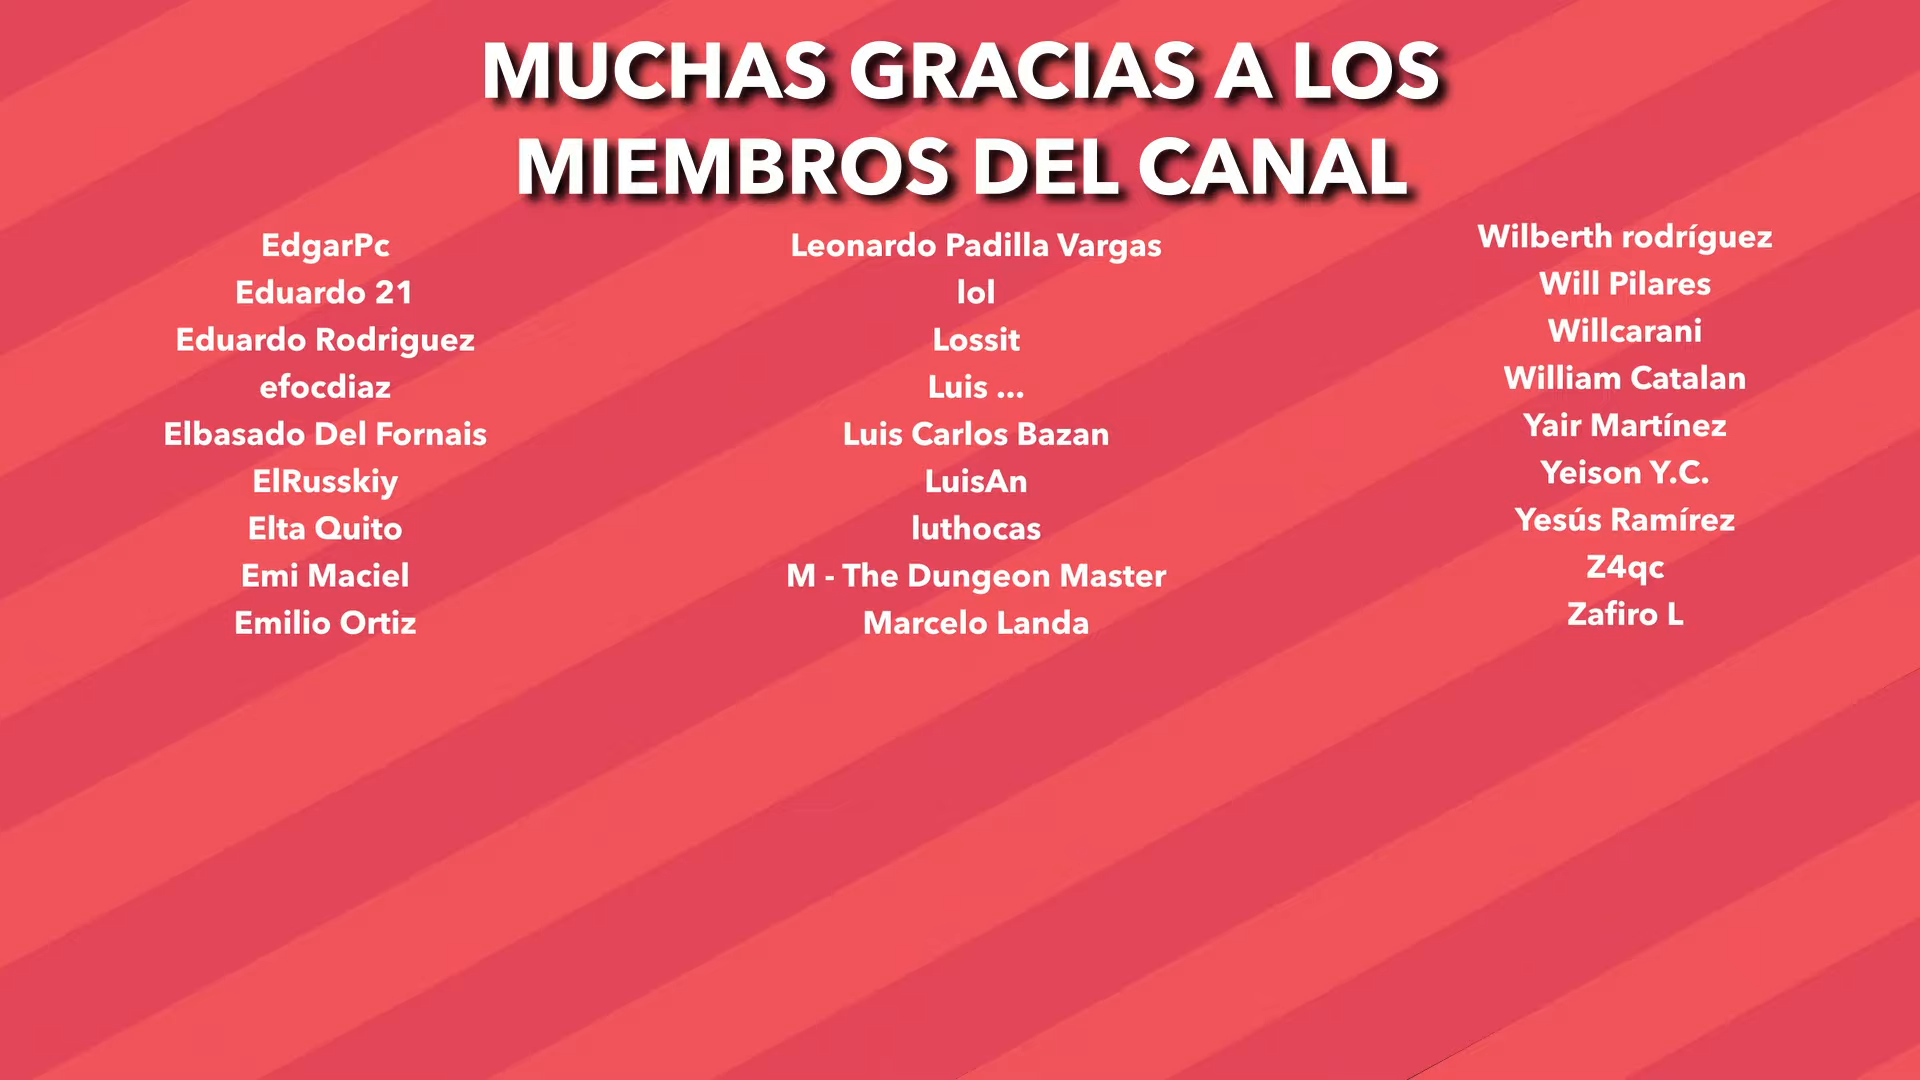 MUCHAS GRACIAS A LOS
MIEMBROS DEL CANAL
EdgarPc
Eduardo 21
Eduardo Rodriguez
efocdiaz
Elbasado Del Fornais
ElRusskiy
Elta Quito
Emi Maciel
Emilio Ortiz
Leonardo Padilla Vargas
lol
Lossit
Luis ...
Luis Carlos Bazan
LuisAn
luthocas
M - The Dungeon Master
Marcelo Landa
Wilberth rodríguez
Will Pilares
Willcarani
William Catalan
Yair Martínez
Yeison Y.C.
Yesús Ramírez
Z4qc
Zafiro L